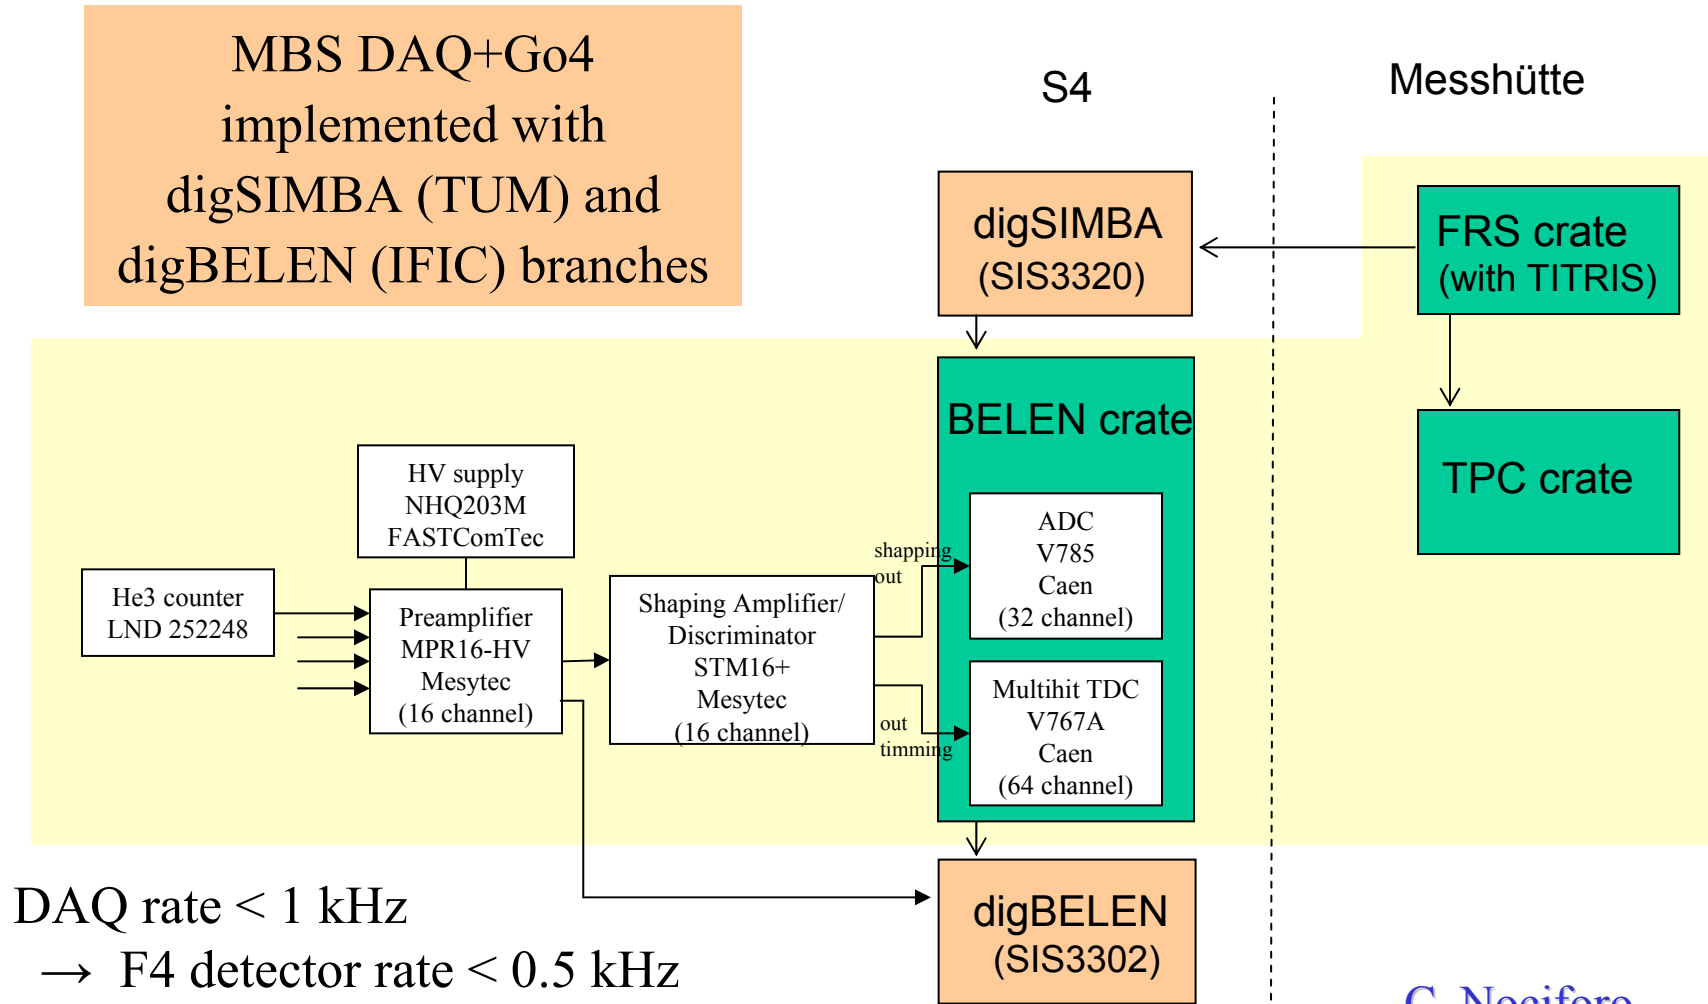 MBS DAQ+Go4
implemented with
digSIMBA (TUM) and
digBELEN (IFIC) branches
S4
Messhütte
digSIMBA
(SIS3320)
FRS crate
(with TITRIS)
BELEN crate
TPC crate
HV supply
NHQ203M
FASTComTec
He3 counter
LND 252248
Preamplifier
MPR16-HV
Mesytec
(16 channel)
Shaping Amplifier/
Discriminator
STM16+
Mesytec
(16 channel)
shapping
out
ADC
V785
Caen
(32 channel)
out
timming
Multihit TDC
V767A
Caen
(64 channel)
digBELEN
(SIS3302)
DAQ rate < 1 kHz
→ F4 detector rate < 0.5 kHz
C. Nociforo